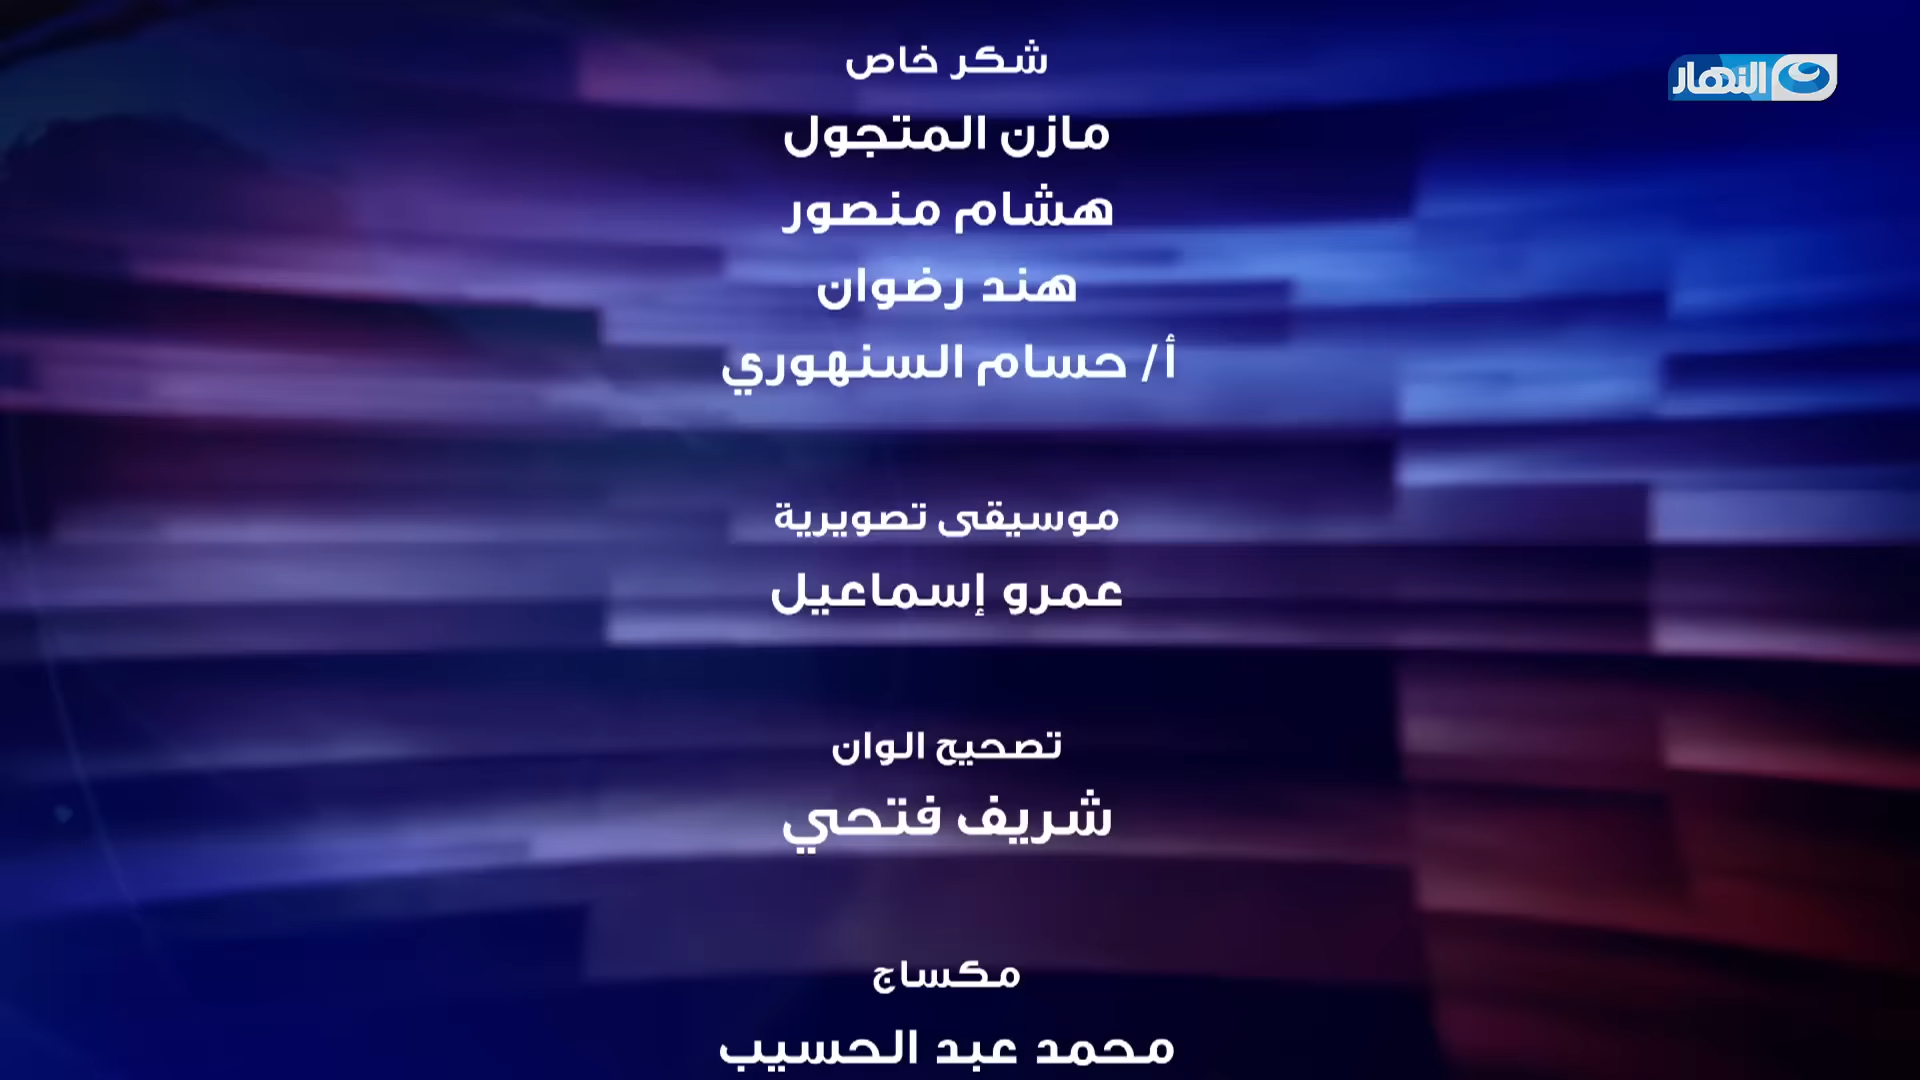 شكر خاص
النهار
مازن المتجول
هشام منصور
هند رضوان
أ/ حسام السنهوري
موسيقى تصويرية
عمرو إسماعيل
تصحيح الوان
شريف فتحي
مكساج
محمد عبد الحسيب